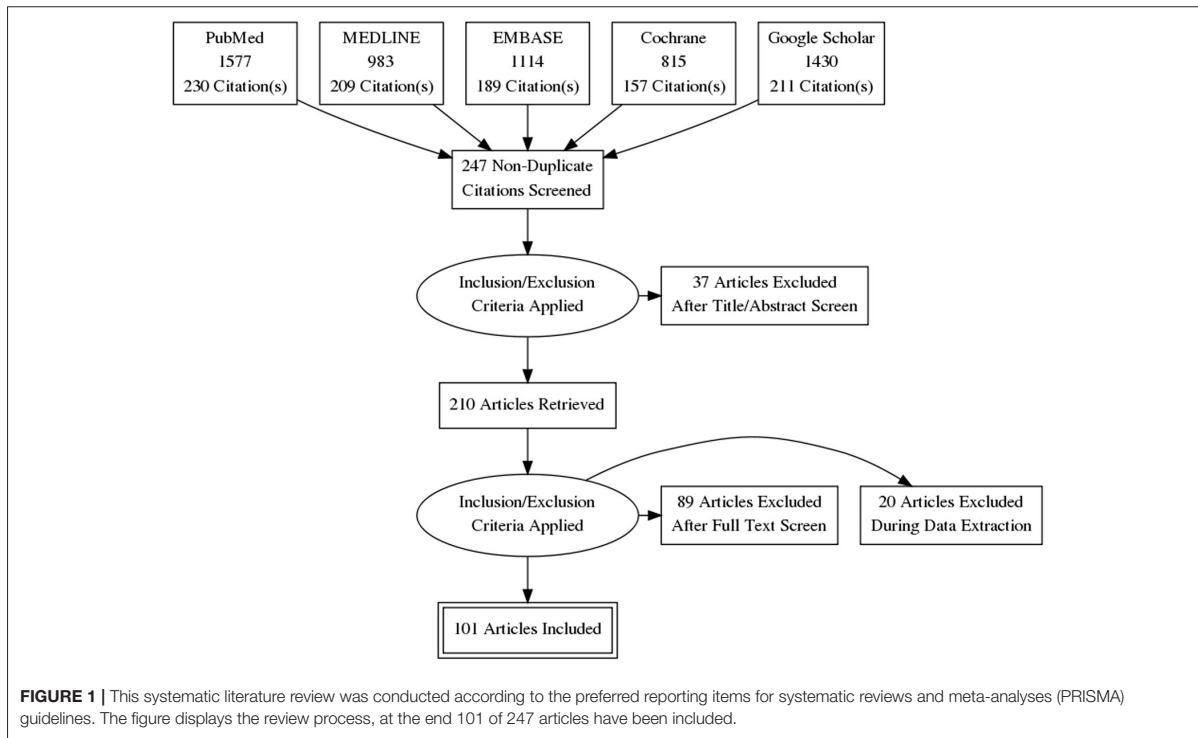 PubMed
1577
230 Citation(s)
MEDLINE
983
209 Citation(s)
EMBASE
1114
189 Citation(s)
Cochrane
815
157 Citation(s)
Google Scholar
1430
211 Citation(s)
247 Non-Duplicate
Citations Screened
Inclusion/Exclusion
Criteria Applied
37 Articles Excluded
After Title/Abstract Screen
210 Articles Retrieved
Inclusion/Exclusion
Criteria Applied
89 Articles Excluded
After Full Text Screen
20 Articles Excluded
During Data Extraction
101 Articles Included
FIGURE 1 | This systematic literature review was conducted according to the preferred reporting items for systematic reviews and meta-analyses (PRISMA)
guidelines. The figure displays the review process, at the end 101 of 247 articles have been included.